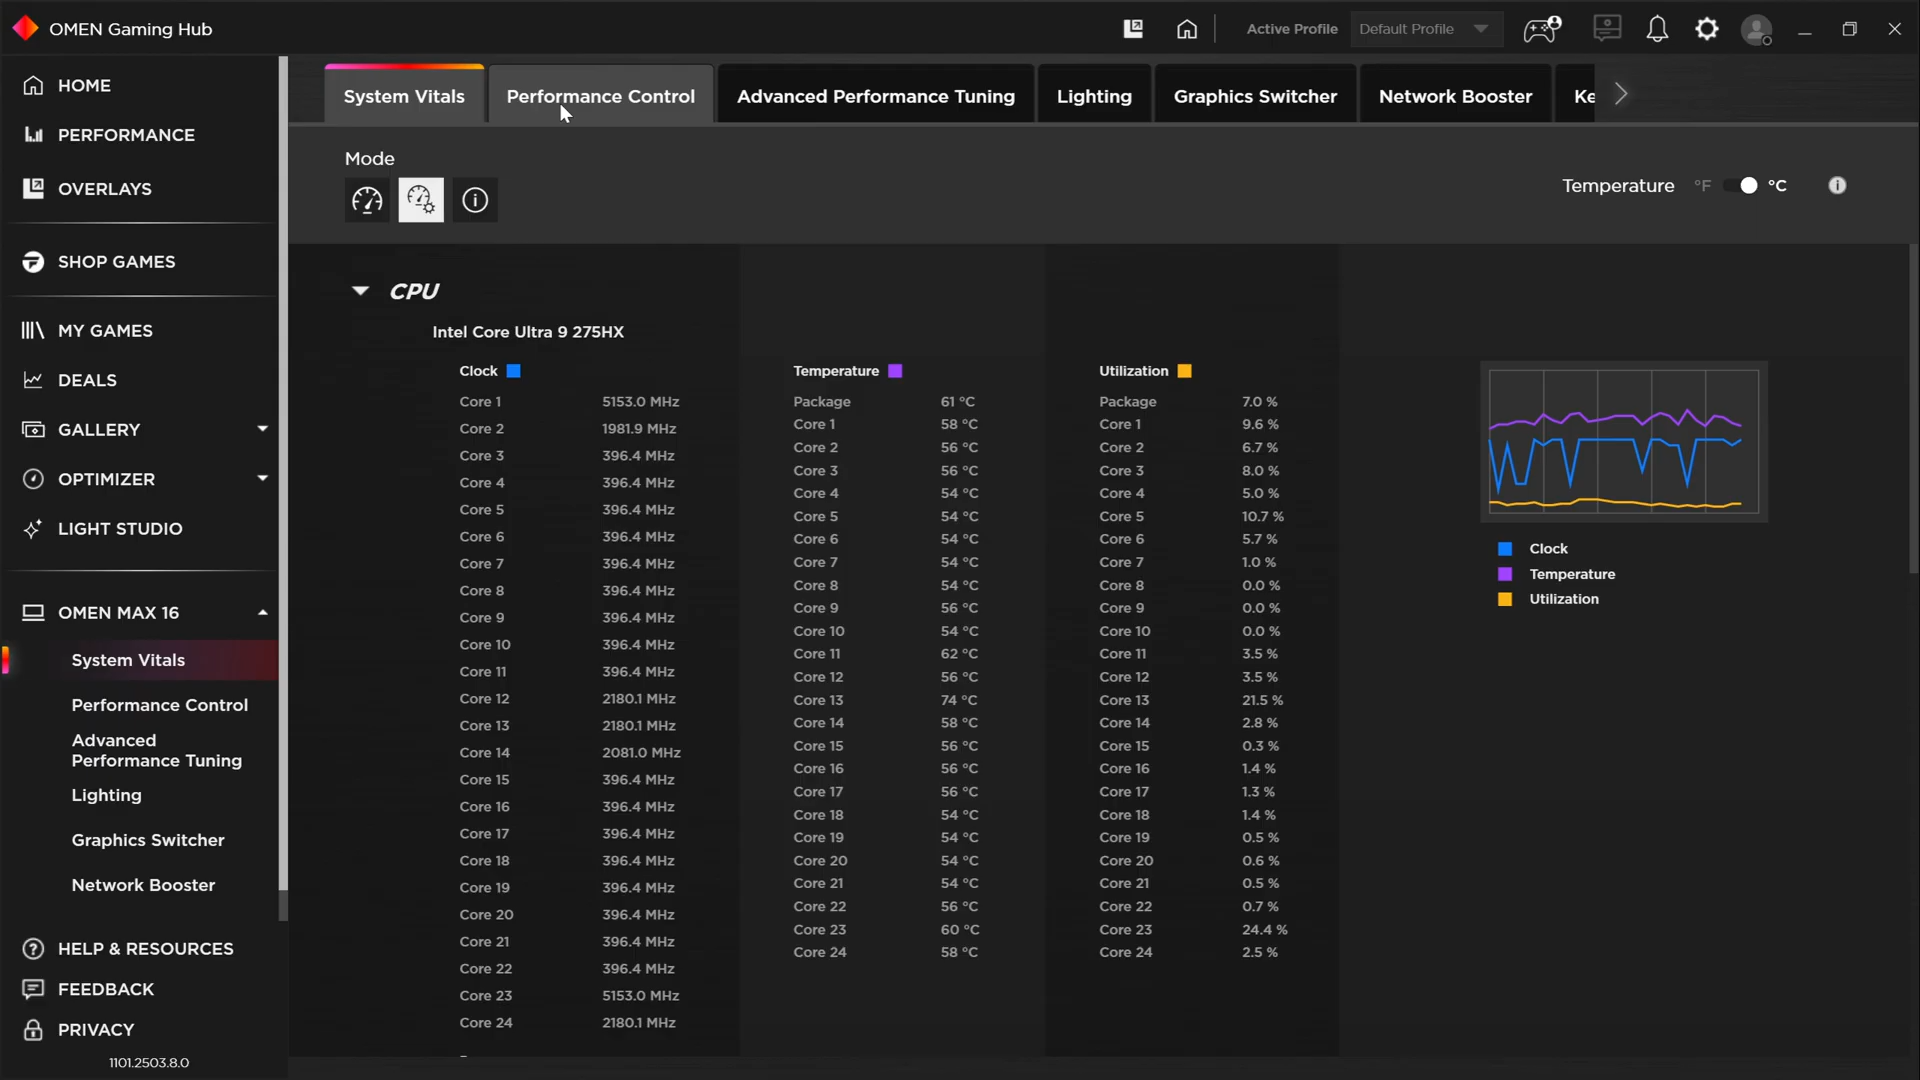 OMEN Gaming Hub
Active Profile
Default Profile
HOME
PERFORMANCE
OVERLAYS
SHOP GAMES
MY GAMES
DEALS
GALLERY
OPTIMIZER
LIGHT STUDIO
OMEN MAX 16
System Vitals
Performance Control
Advanced
Performance Tuning
Lighting
Graphics Switcher
Network Booster
HELP & RESOURCES
FEEDBACK
PRIVACY
1101.2503.8.0
System Vitals
Performance Control
Advanced Performance Tuning
Lighting
Graphics Switcher
Network Booster
Ke
Mode
Temperature °F °C
CPU
Intel Core Ultra 9 275HX
Clock
Core 1 5153.0 MHz
Core 2 1981.9 MHz
Core 3 396.4 MHz
Core 4 396.4 MHz
Core 5 396.4 MHz
Core 6 396.4 MHz
Core 7 396.4 MHz
Core 8 396.4 MHz
Core 9 396.4 MHz
Core 10 396.4 MHz
Core 11 396.4 MHz
Core 12 2180.1 MHz
Core 13 2180.1 MHz
Core 14 2081.0 MHz
Core 15 396.4 MHz
Core 16 396.4 MHz
Core 17 396.4 MHz
Core 18 396.4 MHz
Core 19 396.4 MHz
Core 20 396.4 MHz
Core 21 396.4 MHz
Core 22 396.4 MHz
Core 23 5153.0 MHz
Core 24 2180.1 MHz
Temperature
Package 61 °C
Core 1 58 °C
Core 2 56 °C
Core 3 56 °C
Core 4 54 °C
Core 5 54 °C
Core 6 54 °C
Core 7 54 °C
Core 8 54 °C
Core 9 56 °C
Core 10 54 °C
Core 11 62 °C
Core 12 56 °C
Core 13 74 °C
Core 14 58 °C
Core 15 56 °C
Core 16 56 °C
Core 17 56 °C
Core 18 54 °C
Core 19 54 °C
Core 20 54 °C
Core 21 54 °C
Core 22 56 °C
Core 23 60 °C
Core 24 58 °C
Utilization
Package 7.0 %
Core 1 9.6 %
Core 2 6.7 %
Core 3 8.0 %
Core 4 5.0 %
Core 5 10.7 %
Core 6 5.7 %
Core 7 1.0 %
Core 8 0.0 %
Core 9 0.0 %
Core 10 0.0 %
Core 11 3.5 %
Core 12 3.5 %
Core 13 21.5 %
Core 14 2.8 %
Core 15 0.3 %
Core 16 1.4 %
Core 17 1.3 %
Core 18 1.4 %
Core 19 0.5 %
Core 20 0.6 %
Core 21 0.5 %
Core 22 0.7 %
Core 23 24.4 %
Core 24 2.5 %
Clock
Temperature
Utilization